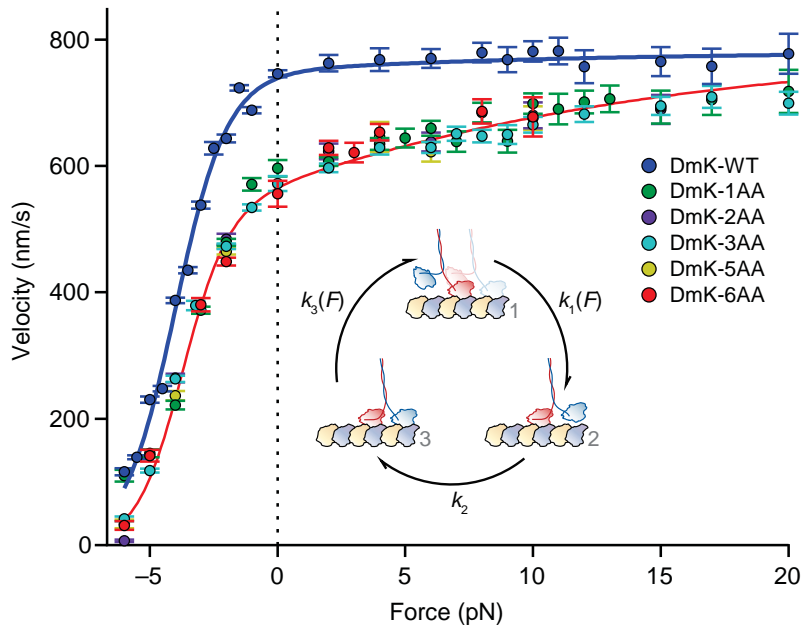 800
600
400
200
0
Velocity (nm/s)
−5
0
5
10
15
20
Force (pN)
DmK-WT
DmK-1AA
DmK-2AA
DmK-3AA
DmK-5AA
DmK-6AA
k3(F)
k1(F)
1
3
2
k2